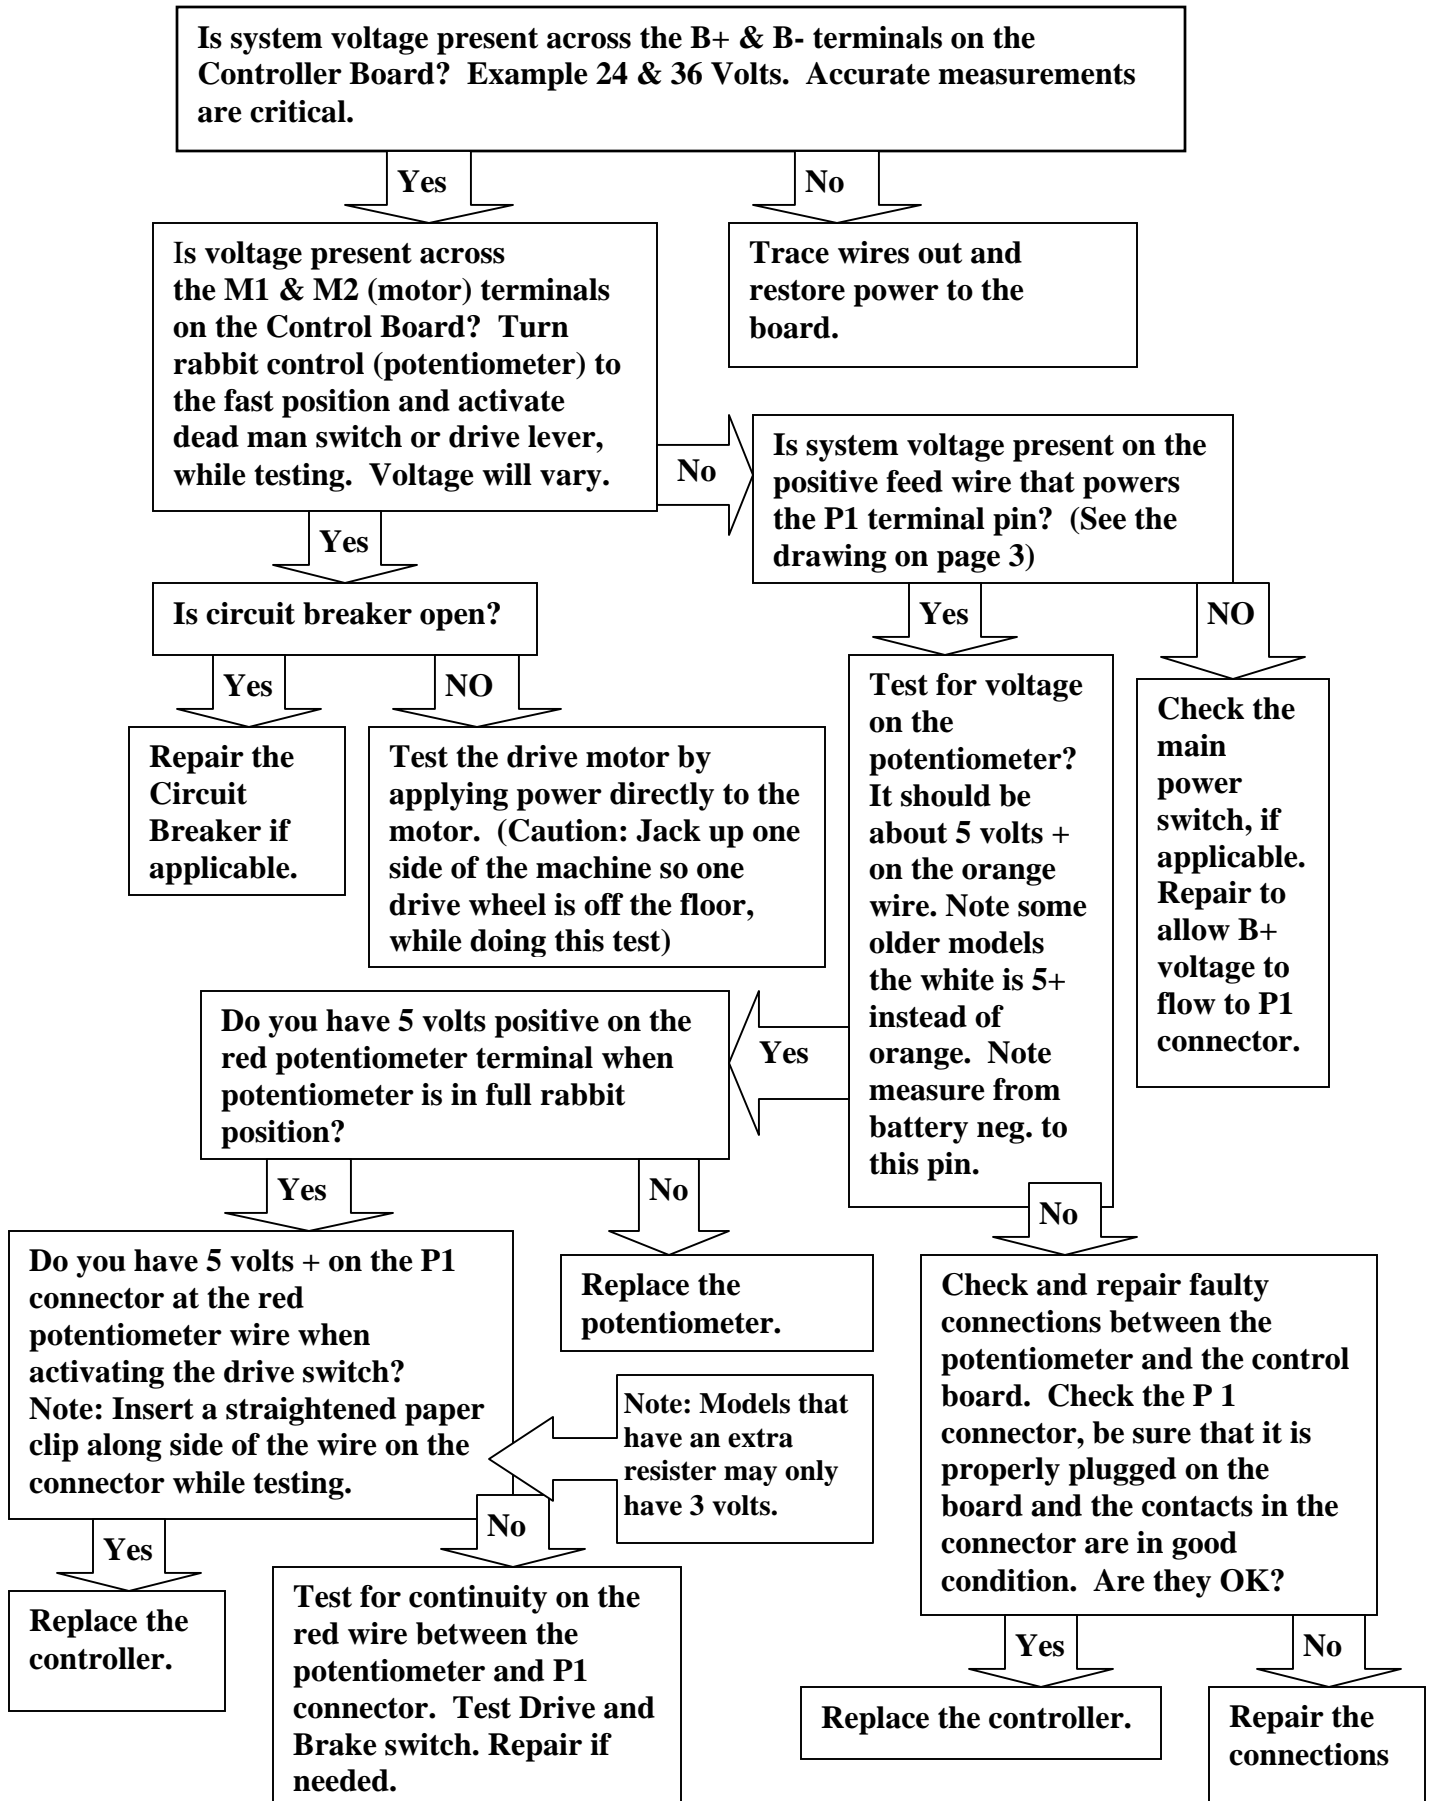 Is system voltage present across the B+ & B- terminals on the
Controller Board?  Example 24 & 36 Volts.  Accurate measurements
are critical.
Yes
No
Is voltage present across
the M1 & M2 (motor) terminals
on the Control Board?  Turn
rabbit control (potentiometer) to
the fast position and activate
dead man switch or drive lever,
while testing.  Voltage will vary.
Trace wires out and
restore power to the
board.
No
Is system voltage present on the
positive feed wire that powers
the P1 terminal pin?  (See the
drawing on page 3)
Yes
Is circuit breaker open?
Yes
NO
Yes
NO
Repair the
Circuit
Breaker if
applicable.
Test the drive motor by
applying power directly to the
motor.  (Caution: Jack up one
side of the machine so one
drive wheel is off the floor,
while doing this test)
Test for voltage
on the
potentiometer?
It should be
about 5 volts +
on the orange
wire. Note some
older models
the white is 5+
instead of
orange.  Note
measure from
battery neg. to
this pin.
Check the
main
power
switch, if
applicable.
Repair to
allow B+
voltage to
flow to P1
connector.
Yes
Do you have 5 volts positive on the
red potentiometer terminal when
potentiometer is in full rabbit
position?
Yes
No
No
Do you have 5 volts + on the P1
connector at the red
potentiometer wire when
activating the drive switch?
Note: Insert a straightened paper
clip along side of the wire on the
connector while testing.
Replace the
potentiometer.
Note: Models that
have an extra
resister may only
have 3 volts.
Check and repair faulty
connections between the
potentiometer and the control
board.  Check the P 1
connector, be sure that it is
properly plugged on the
board and the contacts in the
connector are in good
condition.  Are they OK?
Yes
No
Replace the
controller.
Test for continuity on the
red wire between the
potentiometer and P1
connector.  Test Drive and
Brake switch. Repair if
needed.
Yes
No
Replace the controller.
Repair the
connections